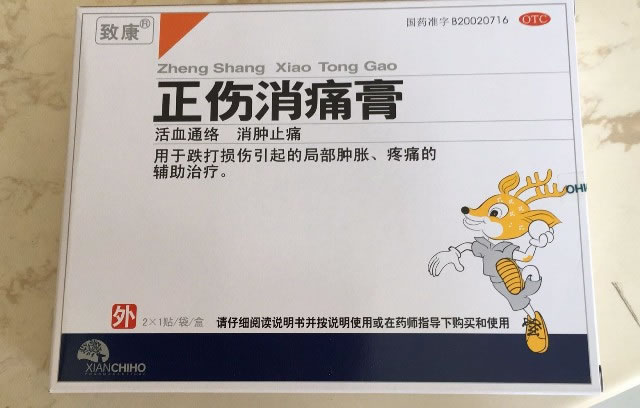 致康®
国药准字B20020716
OTC
Zheng Shang Xiao Tong Gao
正伤消痛膏
活血通络 消肿止痛
用于跌打损伤引起的局部肿胀、疼痛的
辅助治疗。
外
2×1贴/袋/盒
请仔细阅读说明书并按说明使用或在药师指导下购买和使用
XIANCHIHO